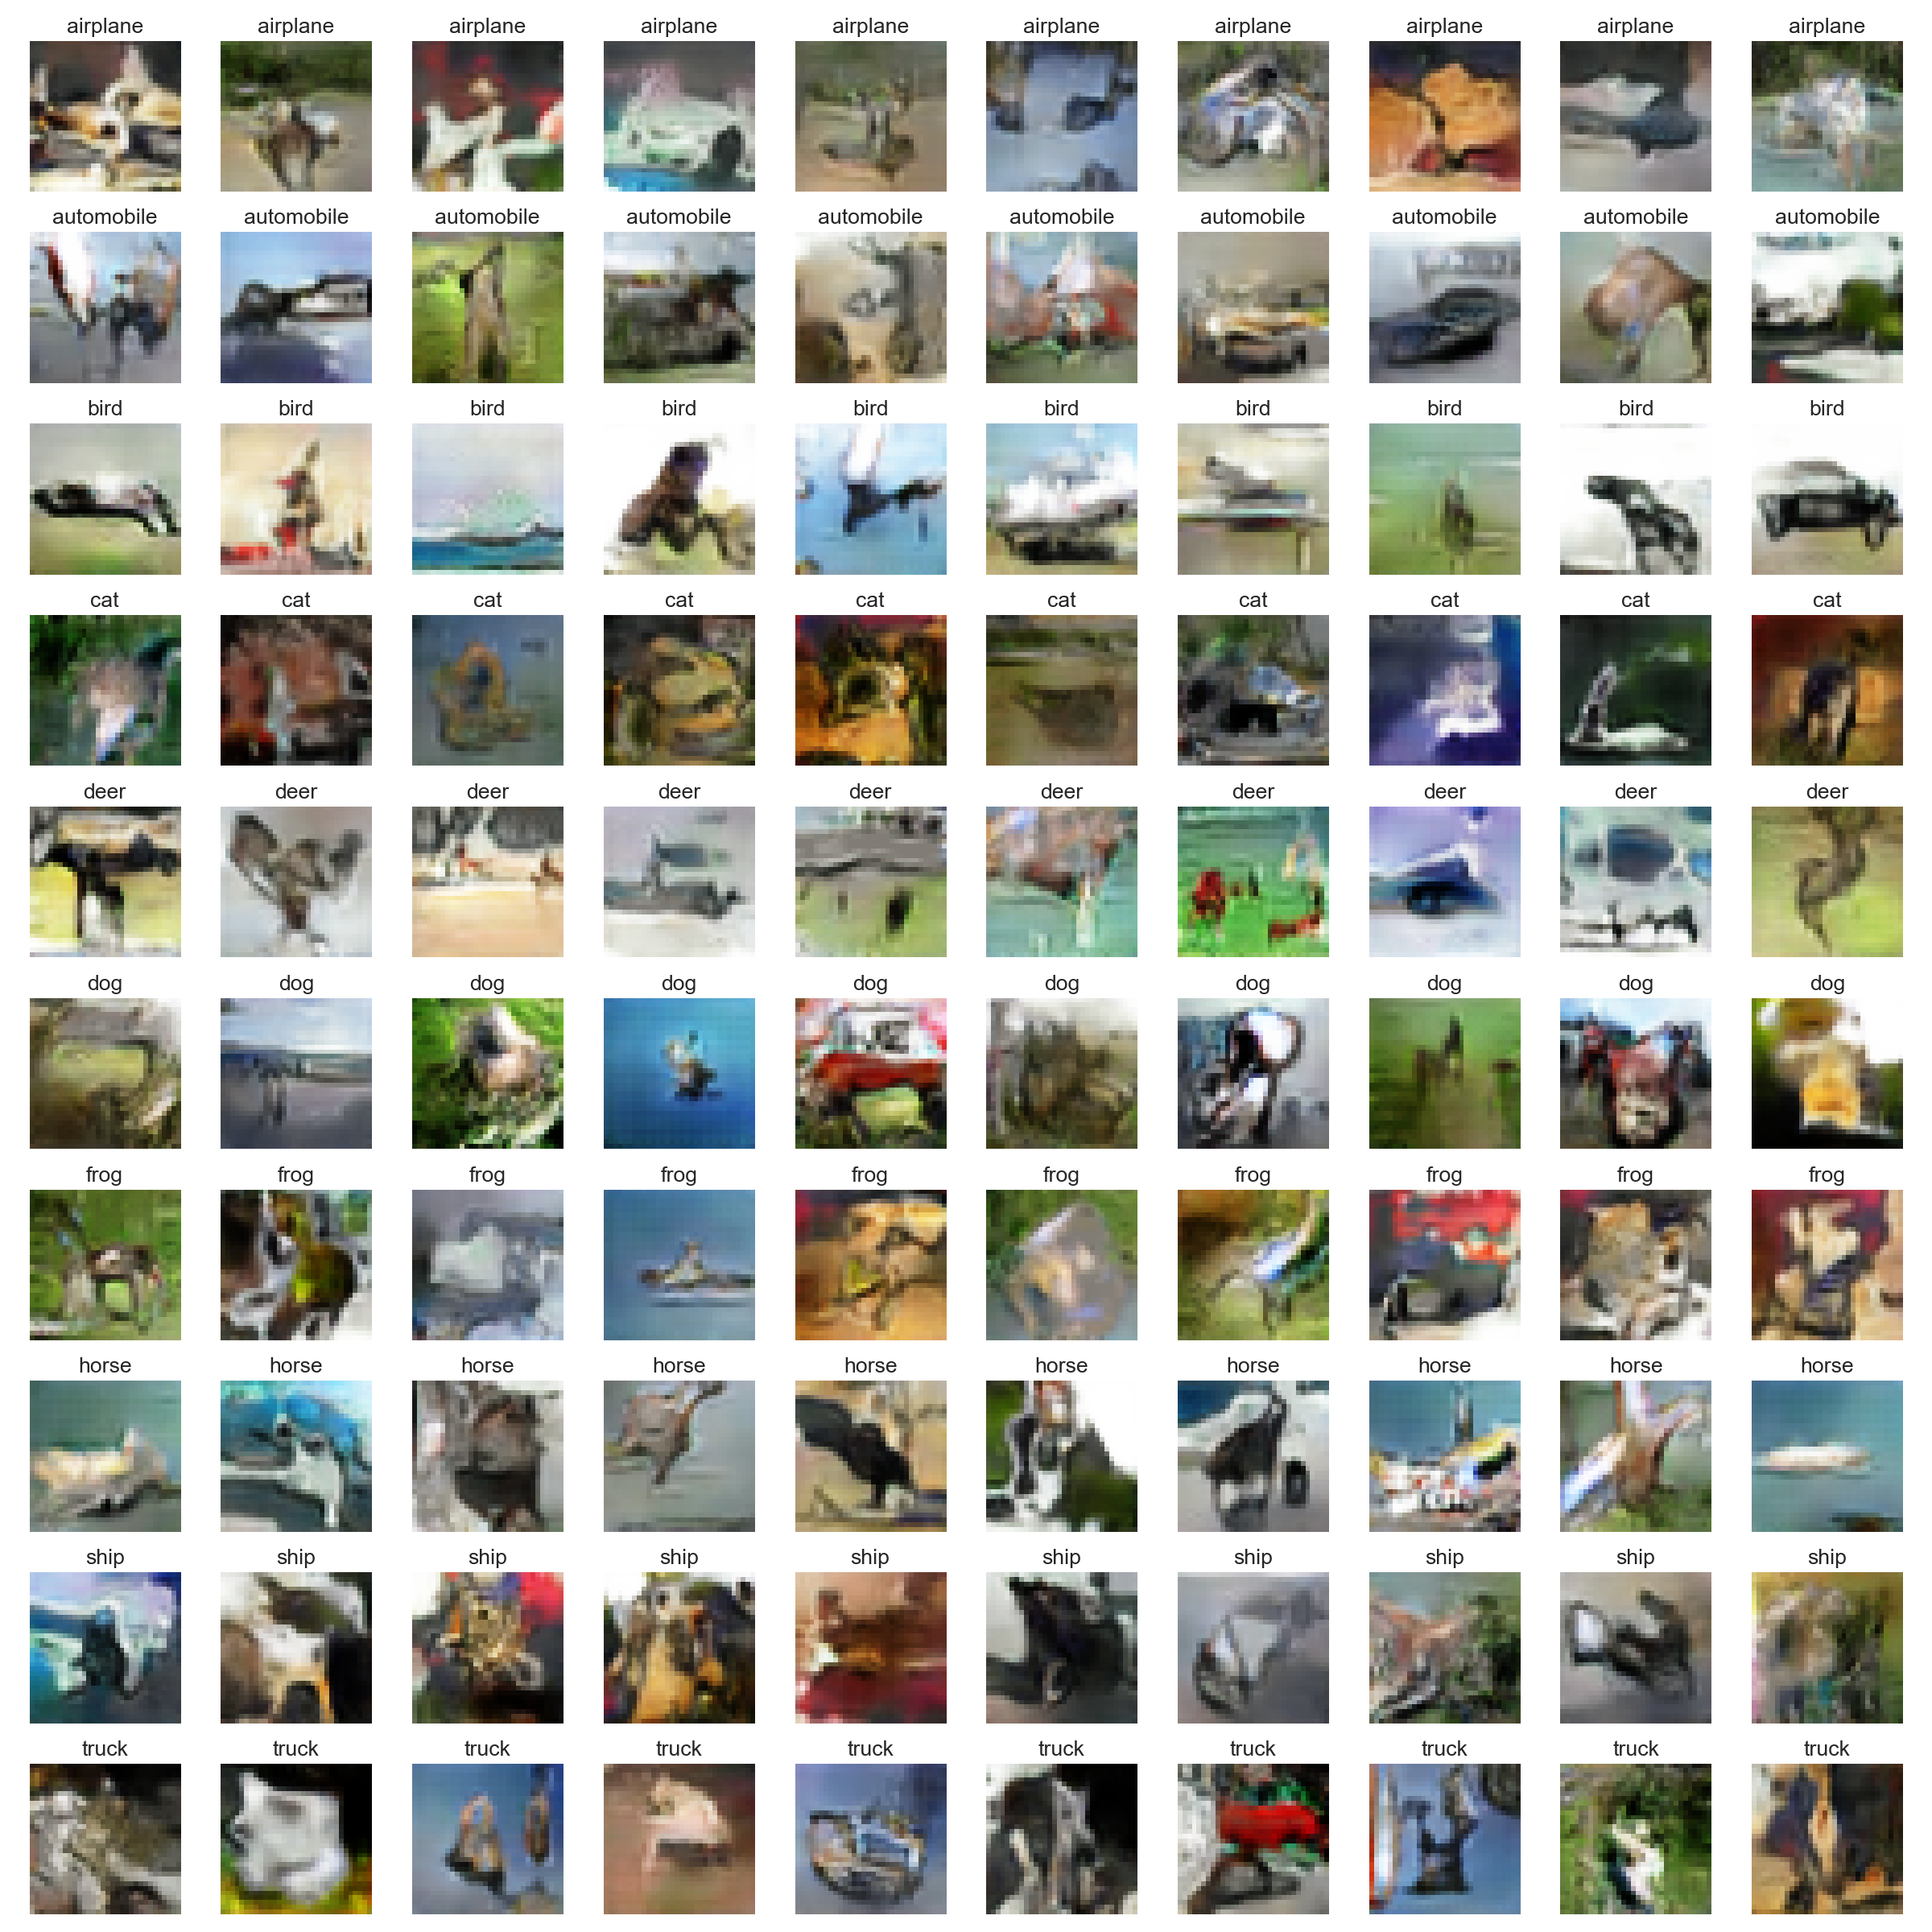 airplane airplane airplane airplane airplane airplane airplane airplane airplane airplane
automobile automobile automobile automobile automobile automobile automobile automobile automobile automobile
bird bird bird bird bird bird bird bird bird bird
cat cat cat cat cat cat cat cat cat cat
deer deer deer deer deer deer deer deer deer deer
dog dog dog dog dog dog dog dog dog dog
frog frog frog frog frog frog frog frog frog frog
horse horse horse horse horse horse horse horse horse horse
ship ship ship ship ship ship ship ship ship ship
truck truck truck truck truck truck truck truck truck truck